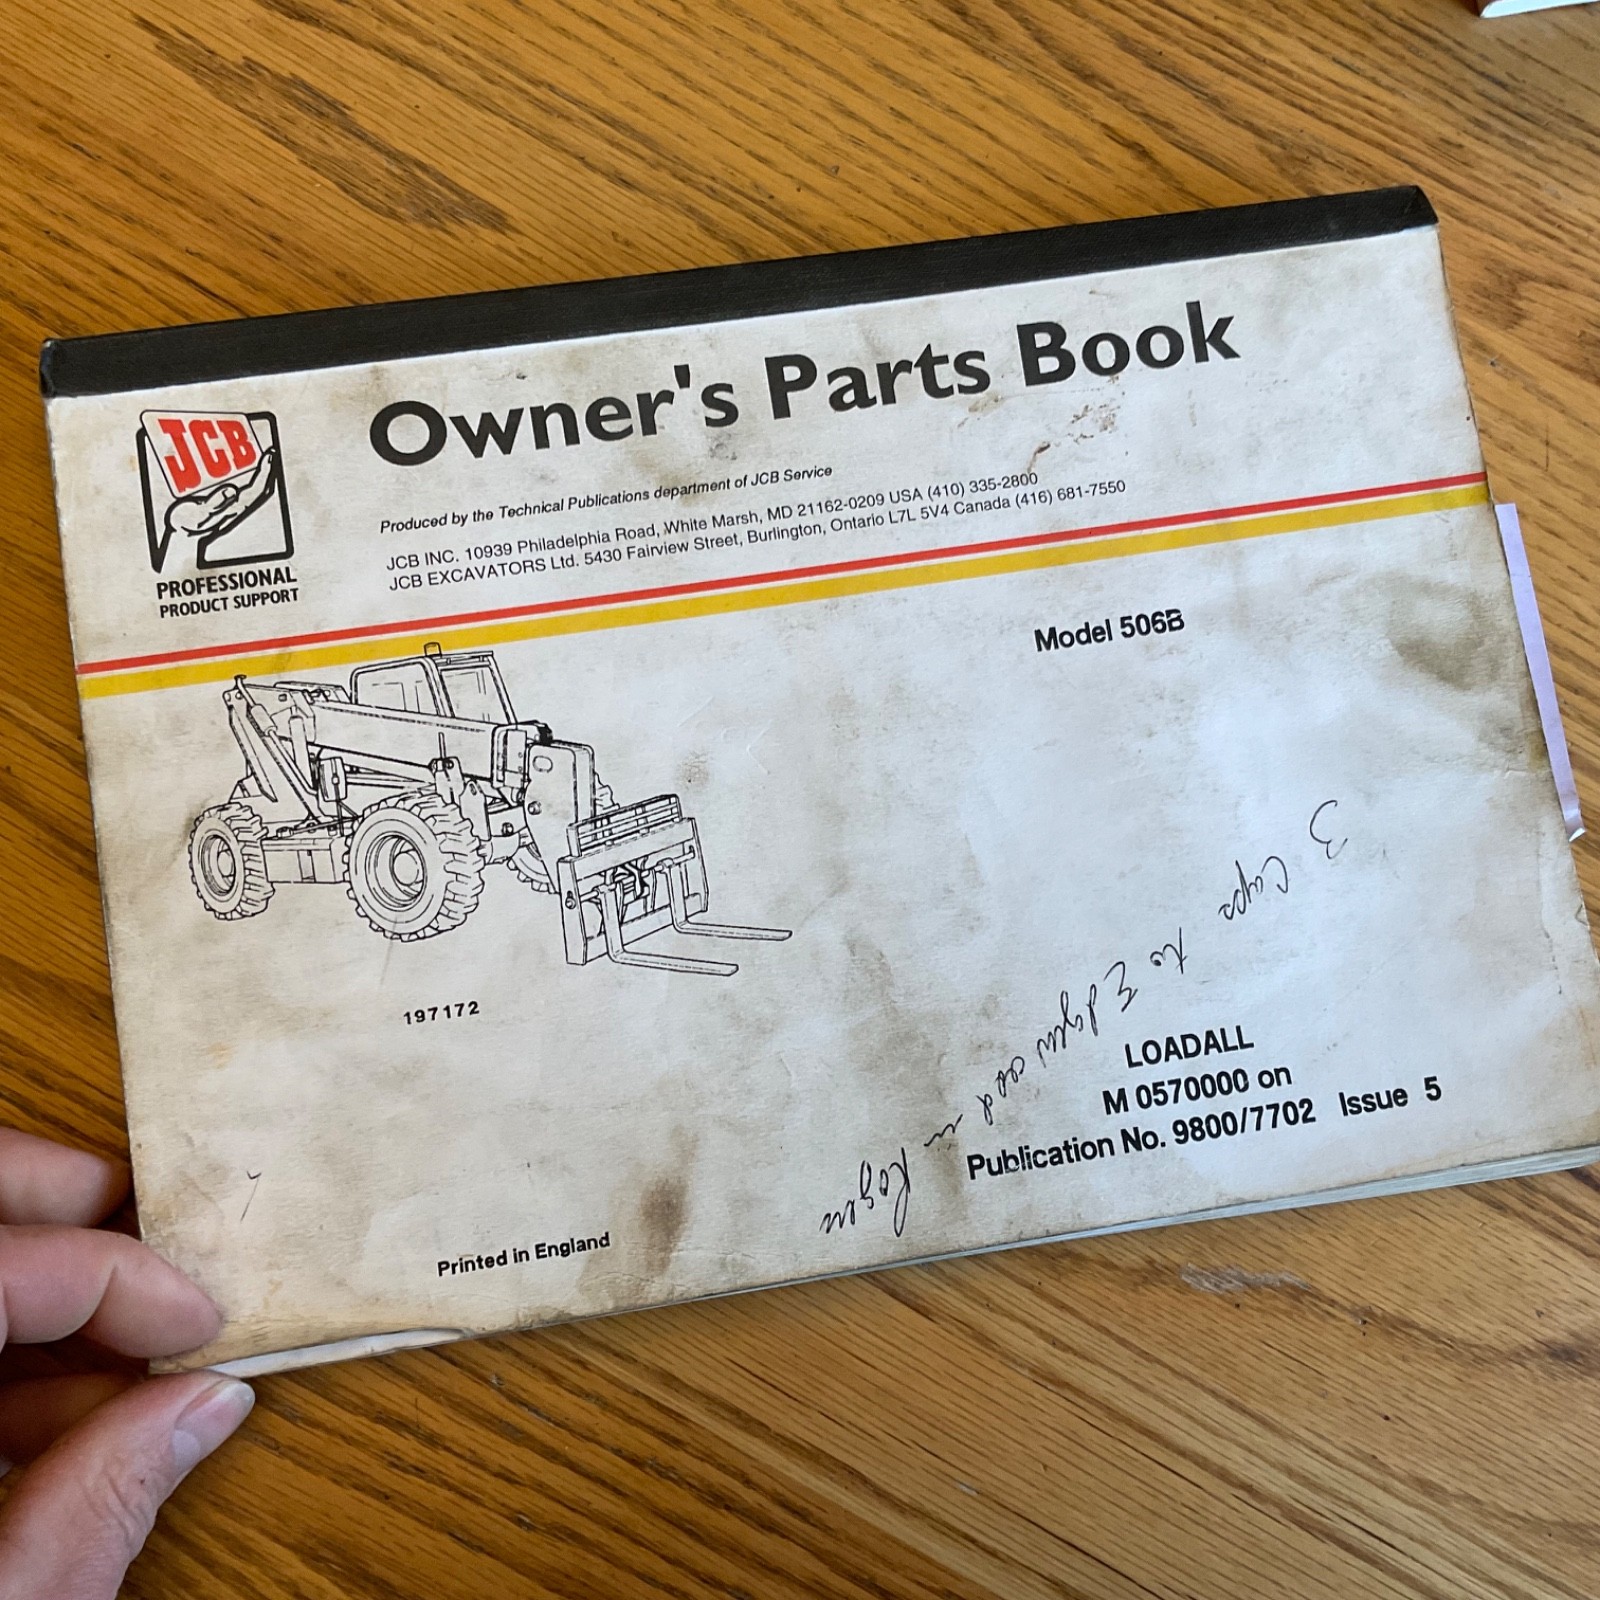 Owner's Parts Book
JCB
PROFESSIONAL
PRODUCT SUPPORT
Produced by the Technical Publications department of JCB Service
JCB INC. 10939 Philadelphia Road, White Marsh, MD 21162-0209 USA (410) 335-2800
JCB EXCAVATORS Ltd. 5430 Fairview Street, Burlington, Ontario L7L 5V4 Canada (416) 681-7550
Model 506B
197172
LOADALL
M 0570000 on
Publication No. 9800/7702 Issue 5
Printed in England
3
to
in